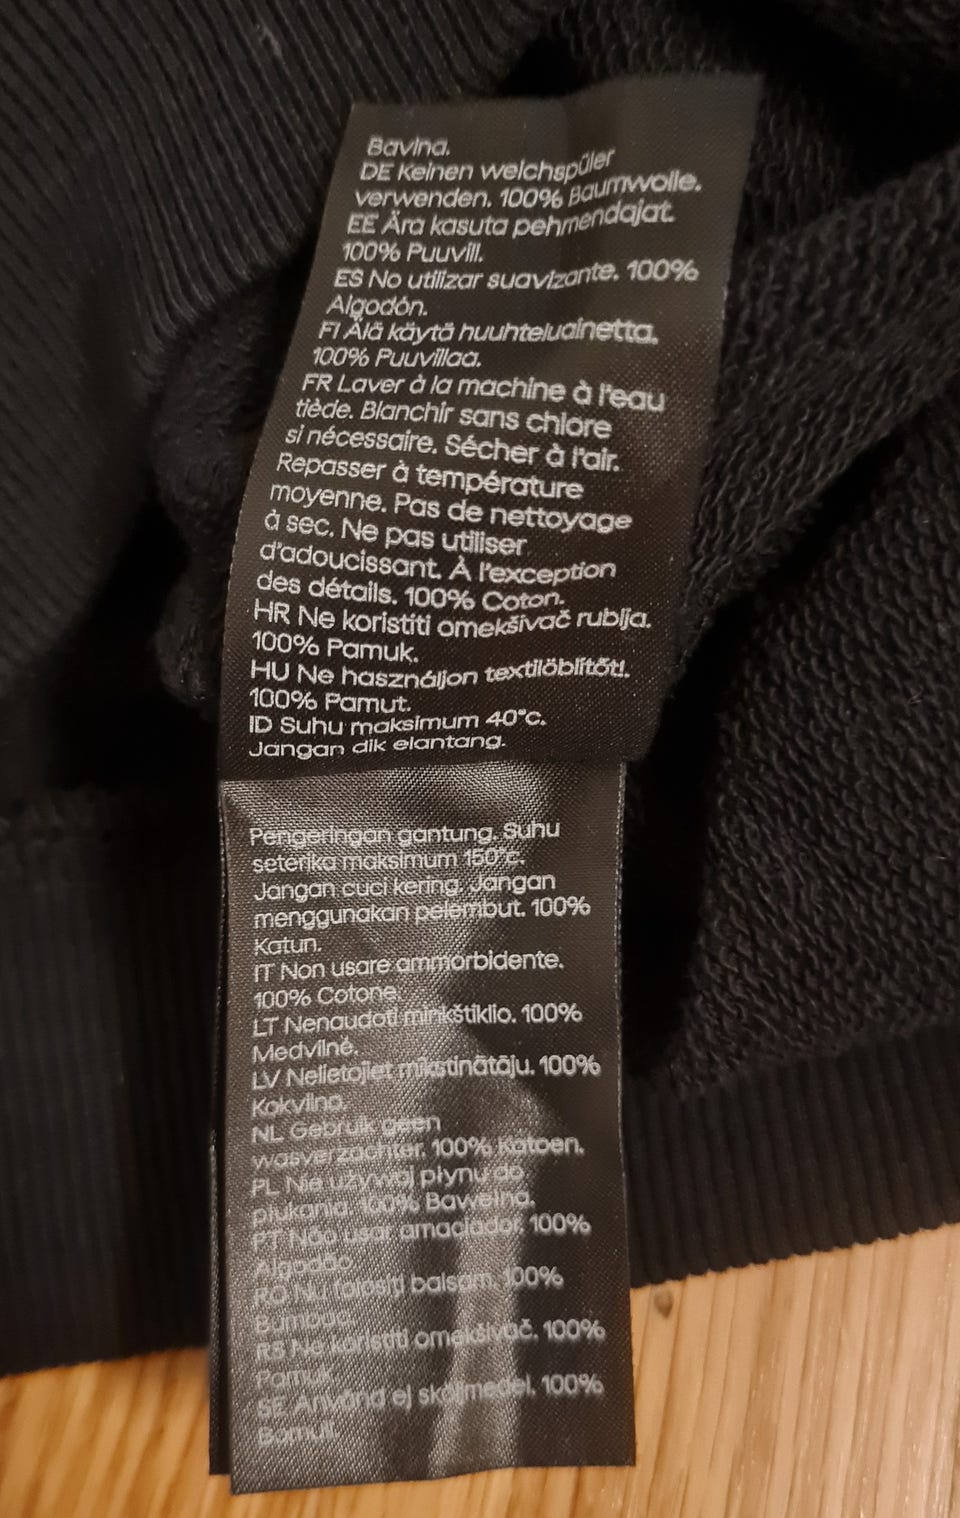 Bavlna.
DE Keinen weichspüler
verwenden. 100% Baumwolle.
EE Ära kasuta pehmendajat.
100% Puuvill.
ES No utilizar suavizante. 100%
Algodón.
FI Älä käytä huuhteluainetta.
100% Puuvillaa.
FR Laver à la machine à l'eau
tiède. Blanchir sans chlore
si nécessaire. Sécher à l'air.
Repasser à température
moyenne. Pas de nettoyage
à sec. Ne pas utiliser
d'adoucissant. À l'exception
des détails. 100% Coton.
HR Ne koristiti omekšivač rublja.
100% Pamuk.
HU Ne használjon textilöblítőt!.
100% Pamut.
ID Suhu maksimum 40°c.
Jangan dik elantang.
Pengeringan gantung. Suhu
seterika maksimum 150°c.
Jangan cuci kering. Jangan
menggunakan pelembut. 100%
Katun.
IT Non usare ammorbidente.
100% Cotone.
LT Nenaudoti minkštiklio. 100%
Medvilnė.
LV Nelietojiet mīkstinātāju. 100%
Kokvilna.
NL Gebruik geen
wasverzachter. 100% Katoen.
PL Nie używaj płynu do
płukania. 100% Bawełna.
PT Não usar amaciador. 100%
Algodão
RO Nu folosiți balsam. 100%
Bumbac.
RS Ne koristiti omekšivač. 100%
Pamuk.
SE Använd ej sköljmedel. 100%
Bomull.